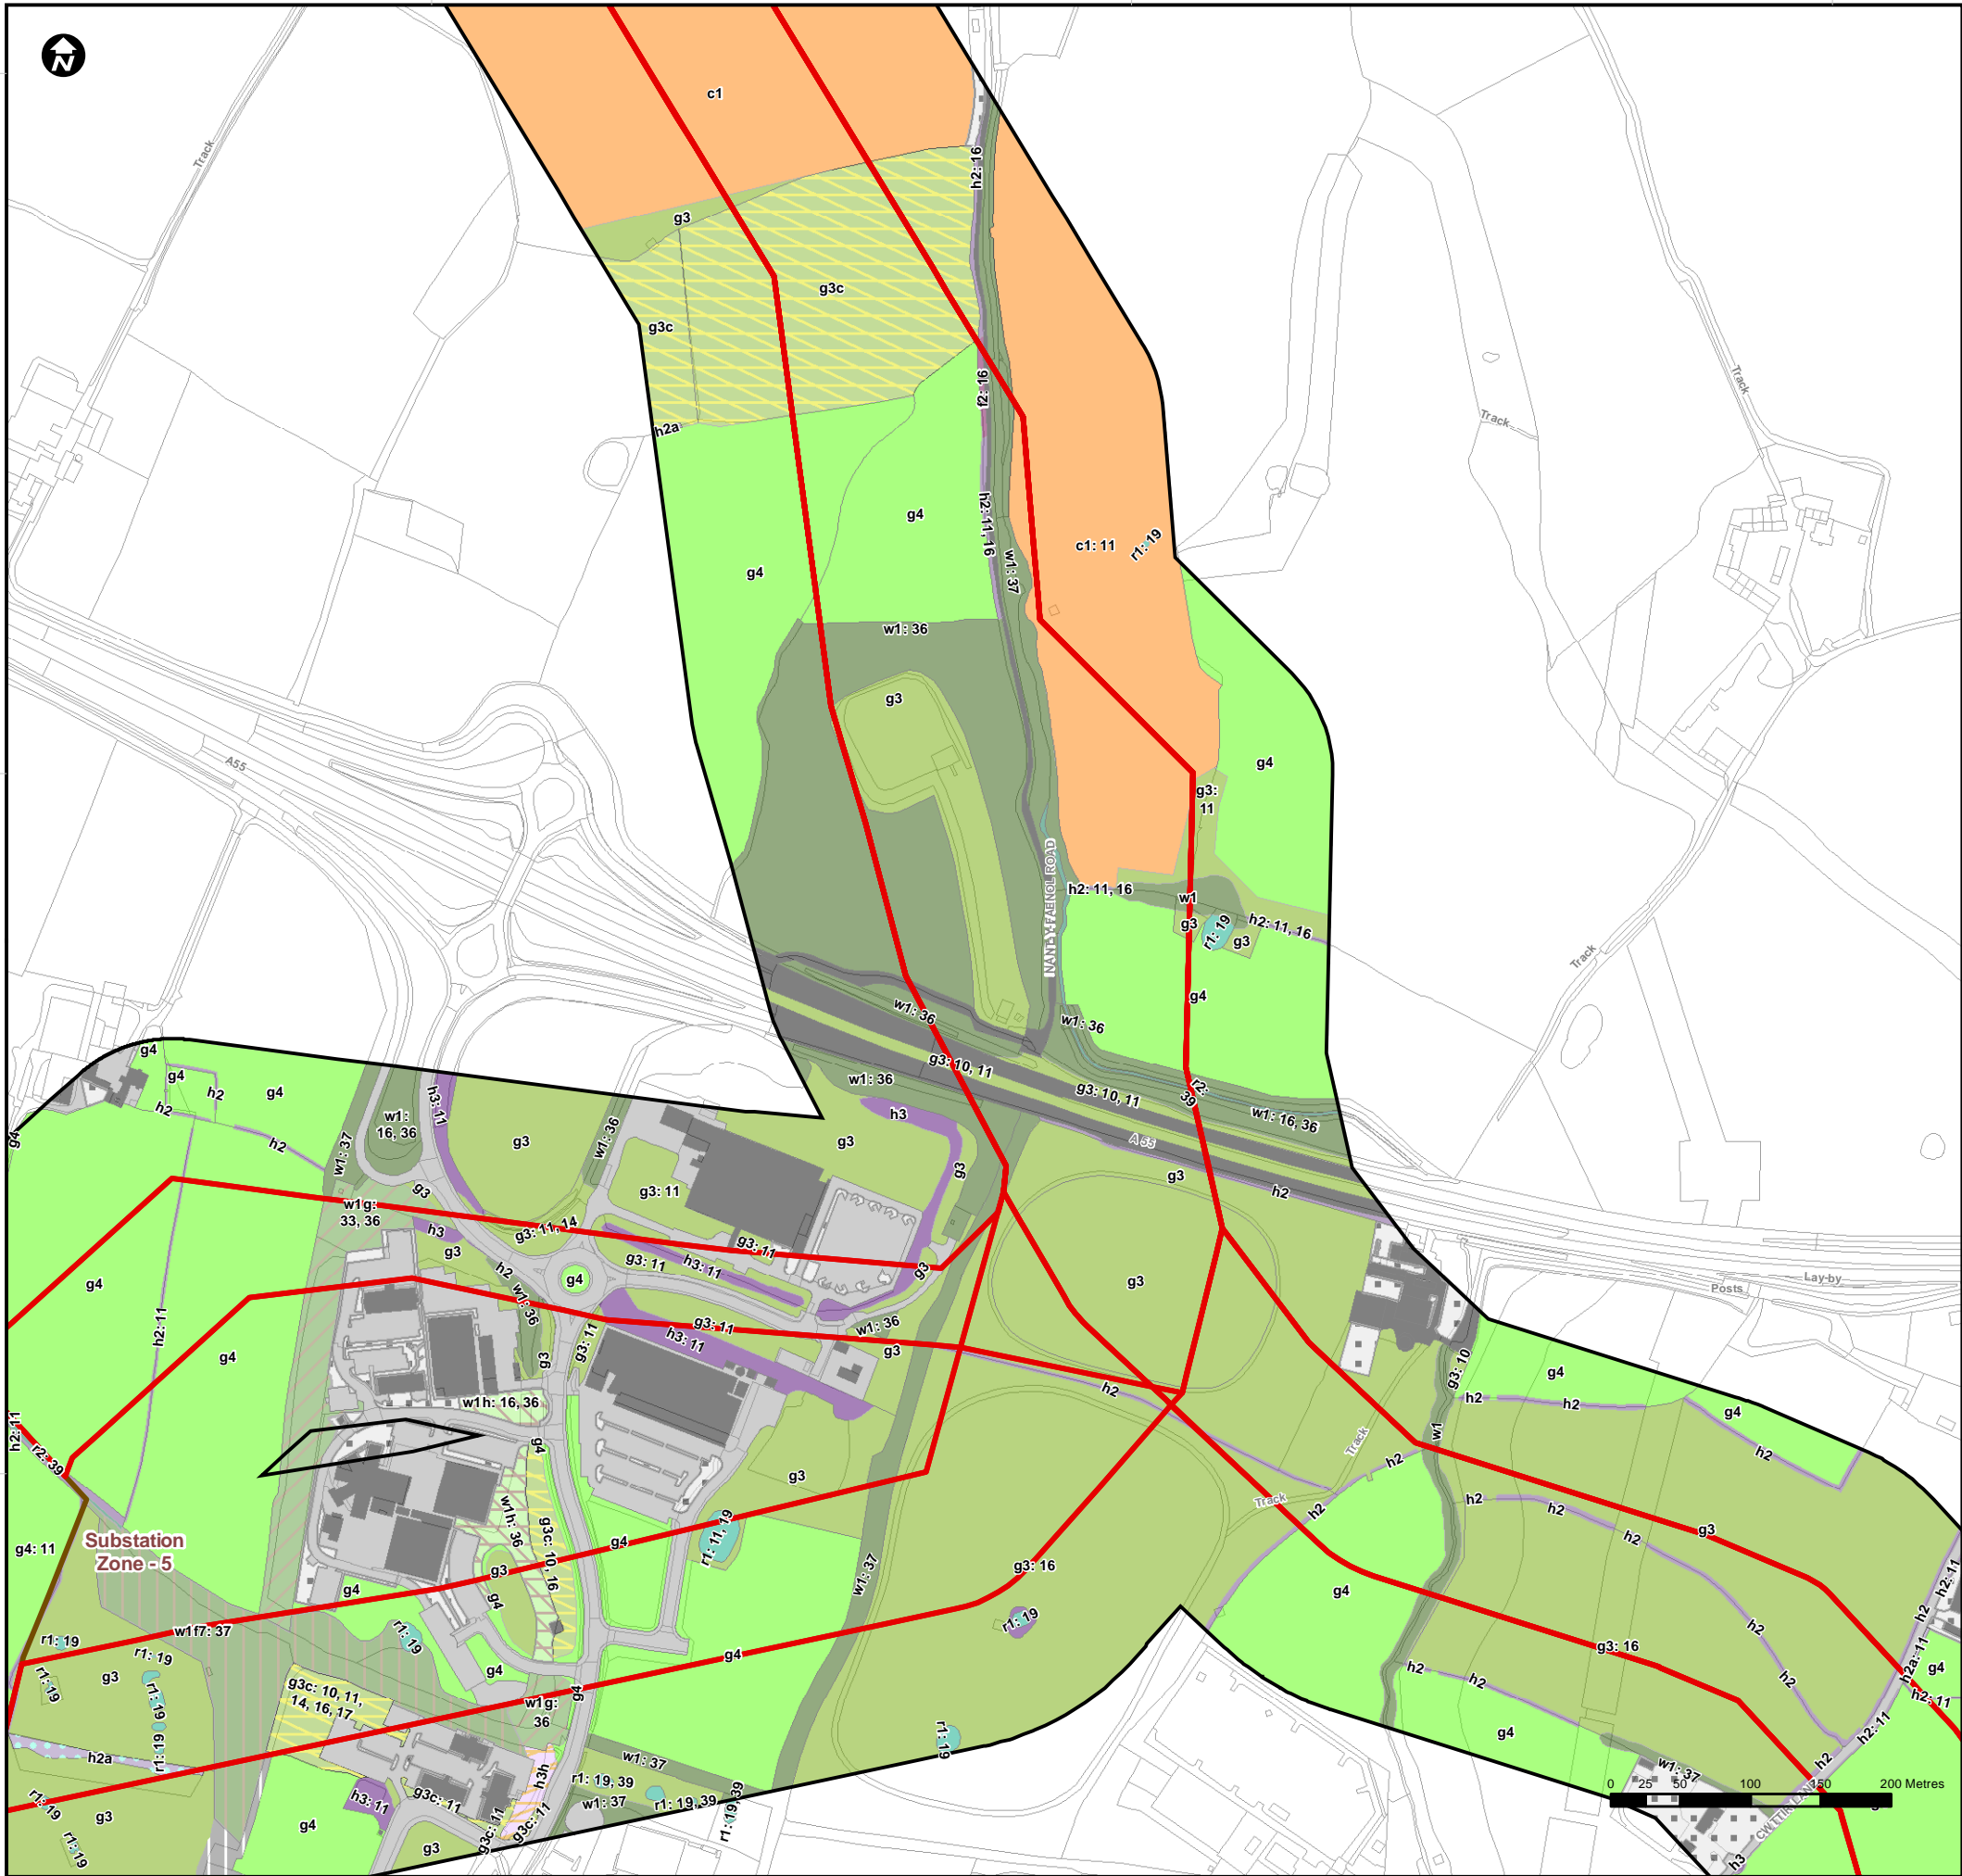 N
c1
Track
h2: 16
g3
g3c
g3c
f2: 16
Track
Track
h2a
g4
h2: 11, 16
g4
c1: 11
r1: 19
w1: 37
w1: 36
g3
A55
g4
g3:
11
NANT-Y-FAENOL ROAD
h2: 11, 16
w1
g3
r1: 19
g3
h2: 11, 16
Track
g4
w1: 36
w1: 36
g4
g4
h2
g4
h2
g4
h2
w1: 37
w1:
16, 36
h3: 11
g3
w1: 36
w1: 36
h3
g3
g3
g3: 10, 11
g3: 10, 11
r2:
39
w1: 16, 36
A 55
g3
h2
g3
w1g:
33, 36
h3
g3
g3: 11, 14
g3: 11
g3: 11
g3: 11
h3: 11
g3
g4
h2
w1: 36
g3
Lay-by
Posts
g4
h2: 11
g4
g3
g3: 11
g3: 11
h3: 11
w1: 36
g3
h2
g3: 10
g4
h2
h2
g4
h2
w1h: 16, 36
h2:11
r2: 39
g4
w1
Track
h2
g3
Track
h2
h2
h2
h2
g3
g4: 11
Substation
Zone - 5
w1h: 36
g3c: 10, 16
g4
r1: 11, 19
g3
g4
g4
w1: 37
g3: 16
g4
h2: 11
h2
w1f7: 37
r1: 19
r1: 19
r1: 19
r1: 19
g3
r1: 19
g4
g4
r1: 19
g3: 16
h2
h2
h2
h2
h2a: 11
g4
h2: 11
g3c: 10, 11,
14, 16, 17
w1g:
36
g4
r1: 19
g4
h2: 11
h2
h2a
r1: 19
h3h
w1: 37
r1: 19, 39
w1: 37
r1: 19, 39
r1: 19, 39
w1: 37
0 25 50 100 150 200 Metres
r1: 19
g3
r1: 19
g4
h3: 11
g3c: 11
g3c: 11
g3c: 11
g3
h3